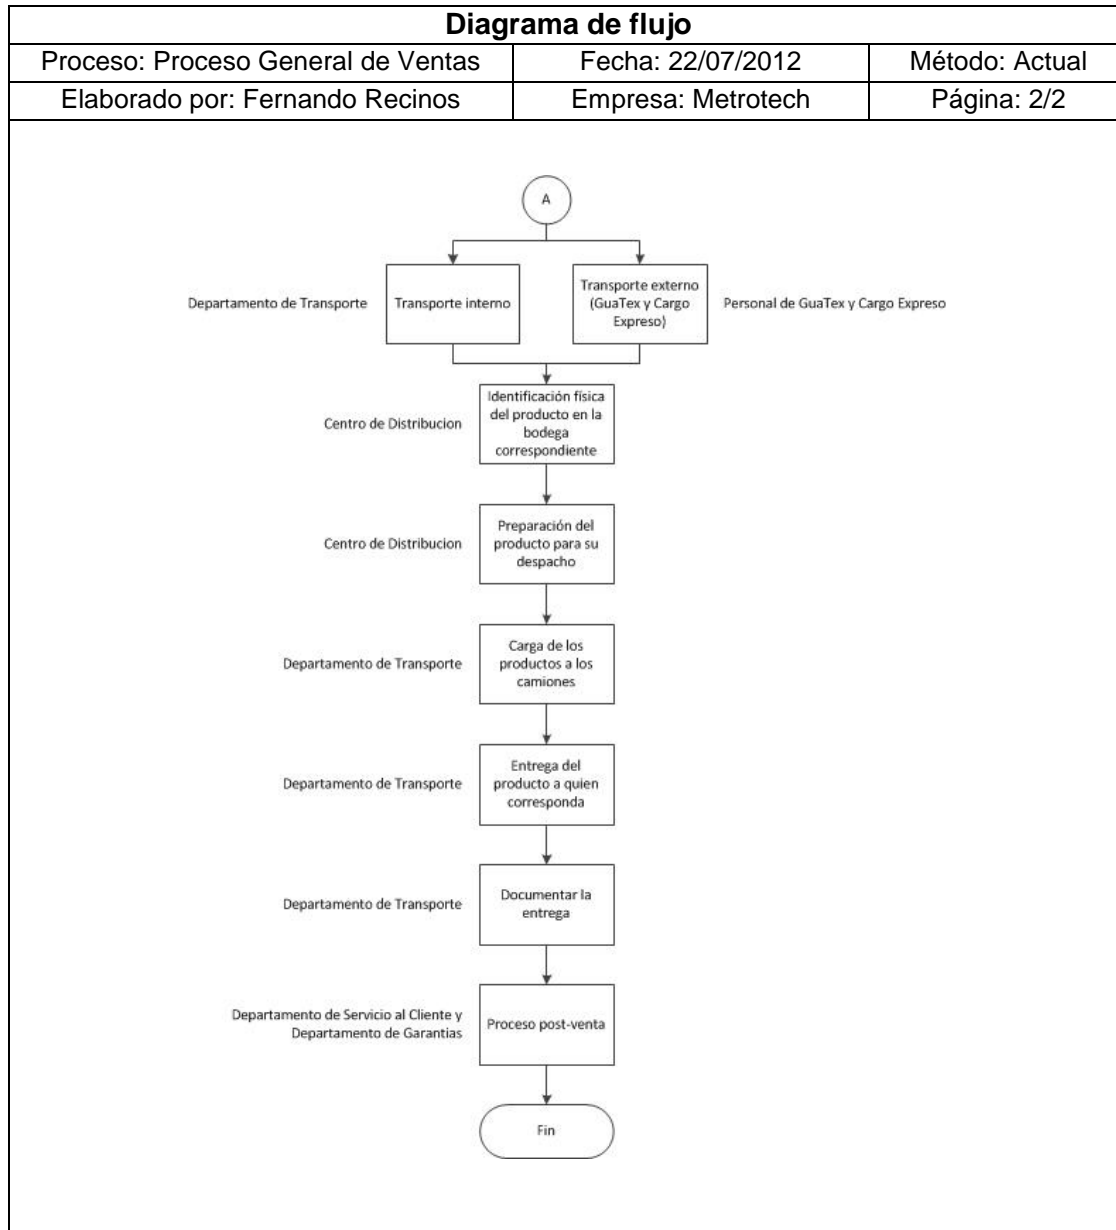 Diagrama de flujo
Proceso: Proceso General de Ventas
Fecha: 22/07/2012
Método: Actual
Elaborado por: Fernando Recinos
Empresa: Metrotech
Página: 2/2
A
Departamento de Transporte
Transporte interno
Transporte externo
(GuaTex y Cargo
Expreso)
Personal de GuaTex y Cargo Expreso
Centro de Distribucion
Identificación física
del producto en la
bodega
correspondiente
Centro de Distribucion
Preparación del
producto para su
despacho
Departamento de Transporte
Carga de los
productos a los
camiones
Departamento de Transporte
Entrega del
producto a quien
corresponda
Departamento de Transporte
Documentar la
entrega
Departamento de Servicio al Cliente y
Departamento de Garantias
Proceso post-venta
Fin